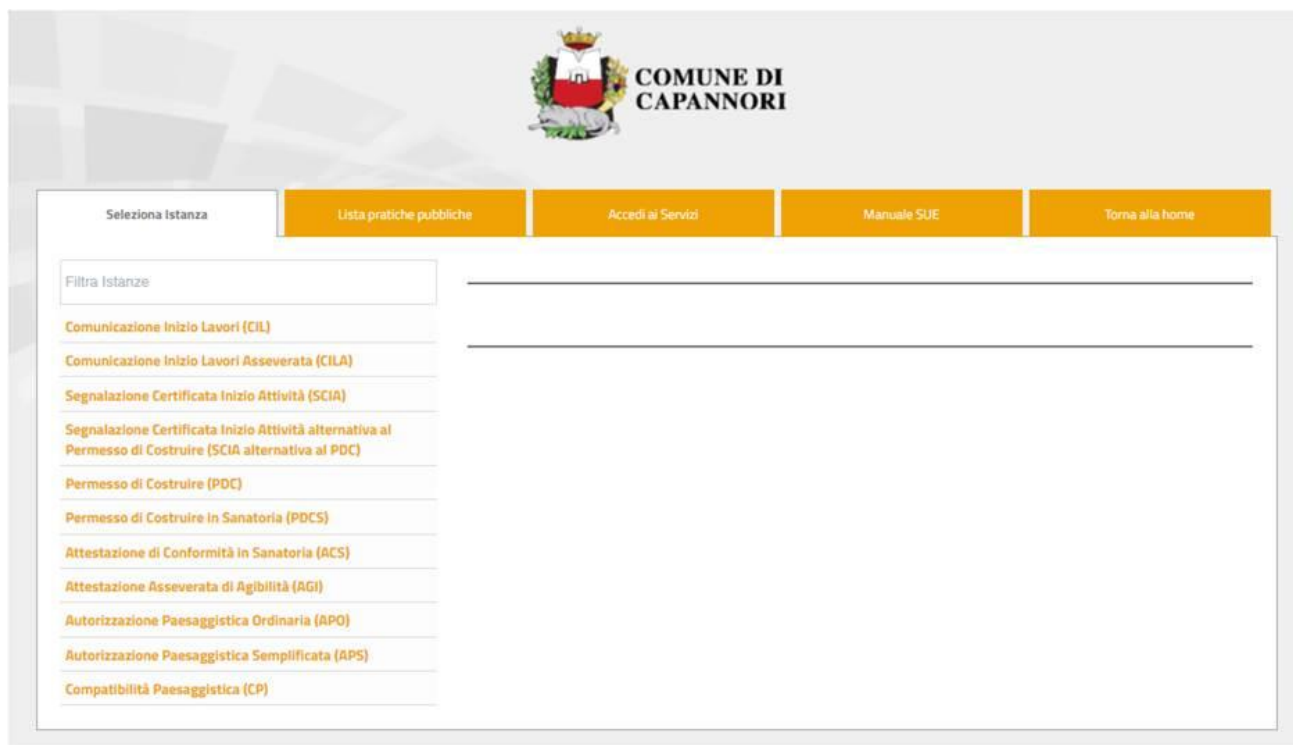 COMUNE DI
CAPANNORI
Seleziona Istanza
Lista pratiche pubbliche
Accedi ai Servizi
Manuale SUE
Torna alla home
Filtra Istanze
Comunicazione Inizio Lavori (CIL)
Comunicazione Inizio Lavori Asseverata (CILA)
Segnalazione Certificata Inizio Attività (SCIA)
Segnalazione Certificata Inizio Attività alternativa al
Permesso di Costruire (SCIA alternativa al PDC)
Permesso di Costruire (PDC)
Permesso di Costruire in Sanatoria (PDCS)
Attestazione di Conformità in Sanatoria (ACS)
Attestazione Asseverata di Agibilità (AGI)
Autorizzazione Paesaggistica Ordinaria (APO)
Autorizzazione Paesaggistica Semplificata (APS)
Compatibilità Paesaggistica (CP)